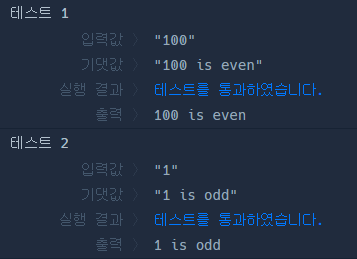 테스트 1
입력값 〉 "100"
기댓값 〉 "100 is even"
실행 결과 〉 테스트를 통과하였습니다.
출력 〉 100 is even
테스트 2
입력값 〉 "1"
기댓값 〉 "1 is odd"
실행 결과 〉 테스트를 통과하였습니다.
출력 〉 1 is odd